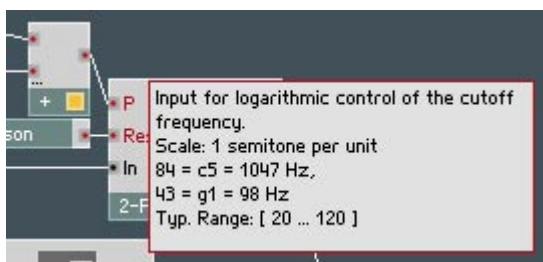 ...
+
P
Input for logarithmic control of the cutoff
frequency.
son
Res
Scale: 1 semitone per unit
In
84 = c5 = 1047 Hz,
43 = g1 = 98 Hz
2-P
Typ. Range: [ 20 ... 120 ]